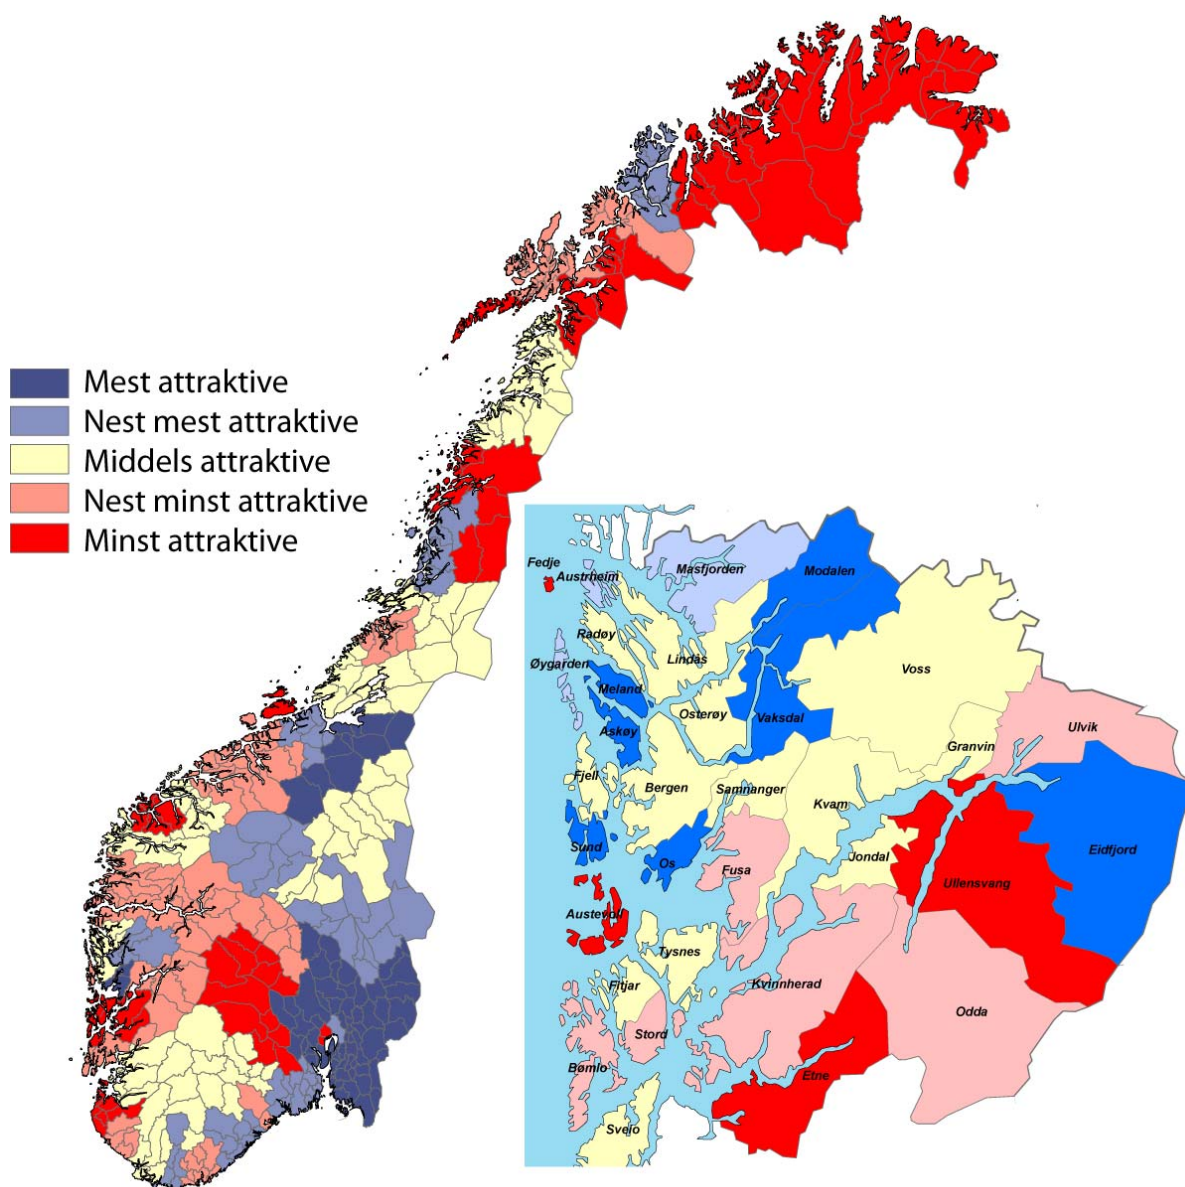 Mest attraktive
Nest mest attraktive
Middels attraktive
Nest minst attraktive
Minst attraktive
Fedje
Austrheim
Masfjorden
Modalen
Radøy
Lindås
Øygarden
Meland
Voss
Osterøy
Vaksdal
Askøy
Ulvik
Granvin
Fjell
Bergen
Samnanger
Kvam
Sund
Os
Fusa
Jondal
Eidfjord
Ullensvang
Austevoll
Tysnes
Fitjar
Kvinnherad
Odda
Stord
Bømlo
Etne
Sveio